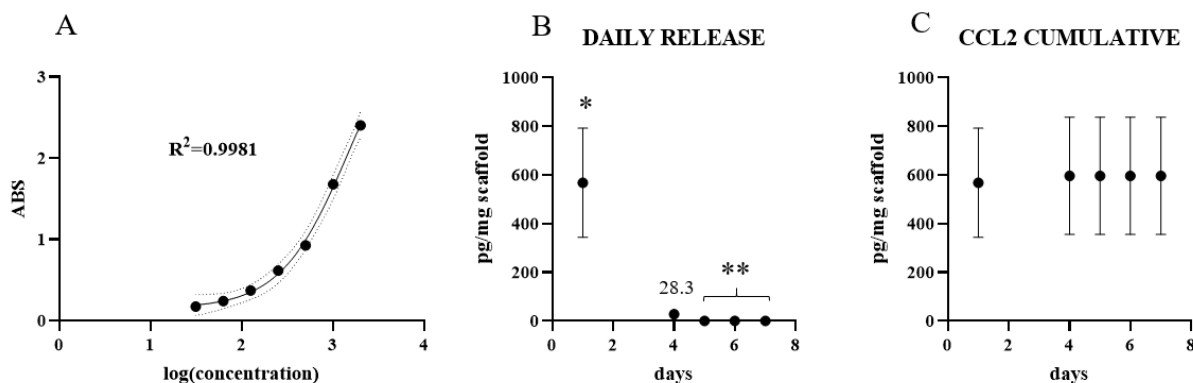 A
3
2
1
0
ABS
R²=0.9981
0
1
2
3
4
log(concentration)
B
DAILY RELEASE
1000
800
600
400
200
0
pg/mg scaffold
*
28.3
**
0
2
4
6
8
days
C
CCL2 CUMULATIVE
1000
800
600
400
200
0
pg/mg scaffold
0
2
4
6
8
days